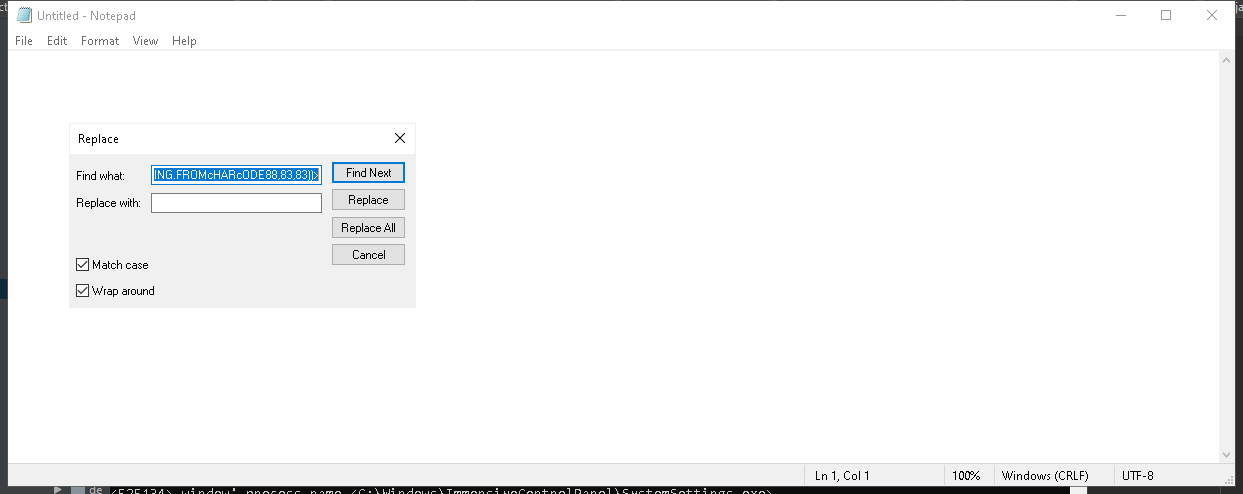 Untitled - Notepad
File Edit Format View Help
Replace
Find what: ING.FROMcHARcODE88,83,83))> Find Next
Replace with: Replace
Replace All
Cancel
Match case
Wrap around
Ln 1, Col 1 100% Windows (CRLF) UTF-8
de <525134> window' process name <C:\Windows\ImmersiveControlPanel\SystemSettings.exe>